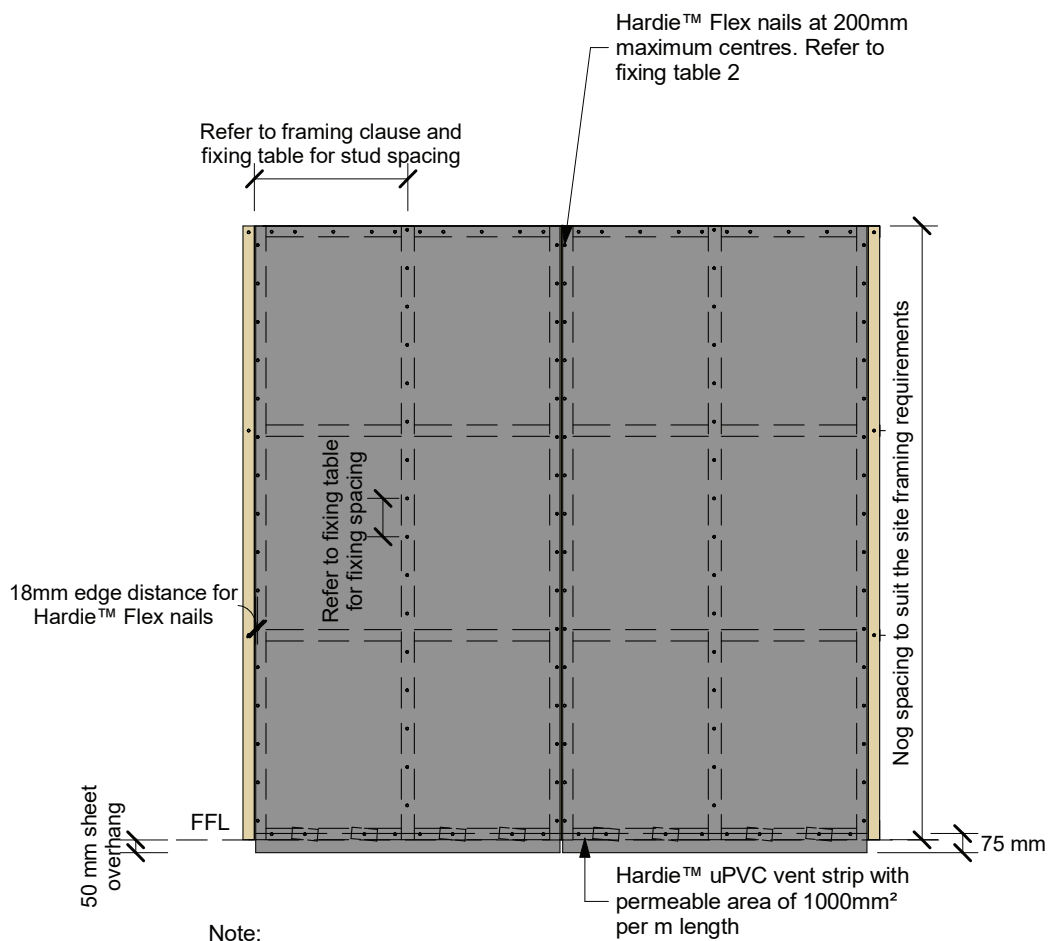 Hardie™ Flex nails at 200mm
maximum centres. Refer to
fixing table 2
Refer to framing clause and
fixing table for stud spacing
Nog spacing to suit the site framing requirements
Refer to fixing table
for fixing spacing
18mm edge distance for
Hardie™ Flex nails
50 mm sheet
overhang
FFL
75 mm
Hardie™ uPVC vent strip with
permeable area of 1000mm²
per m length
Note: